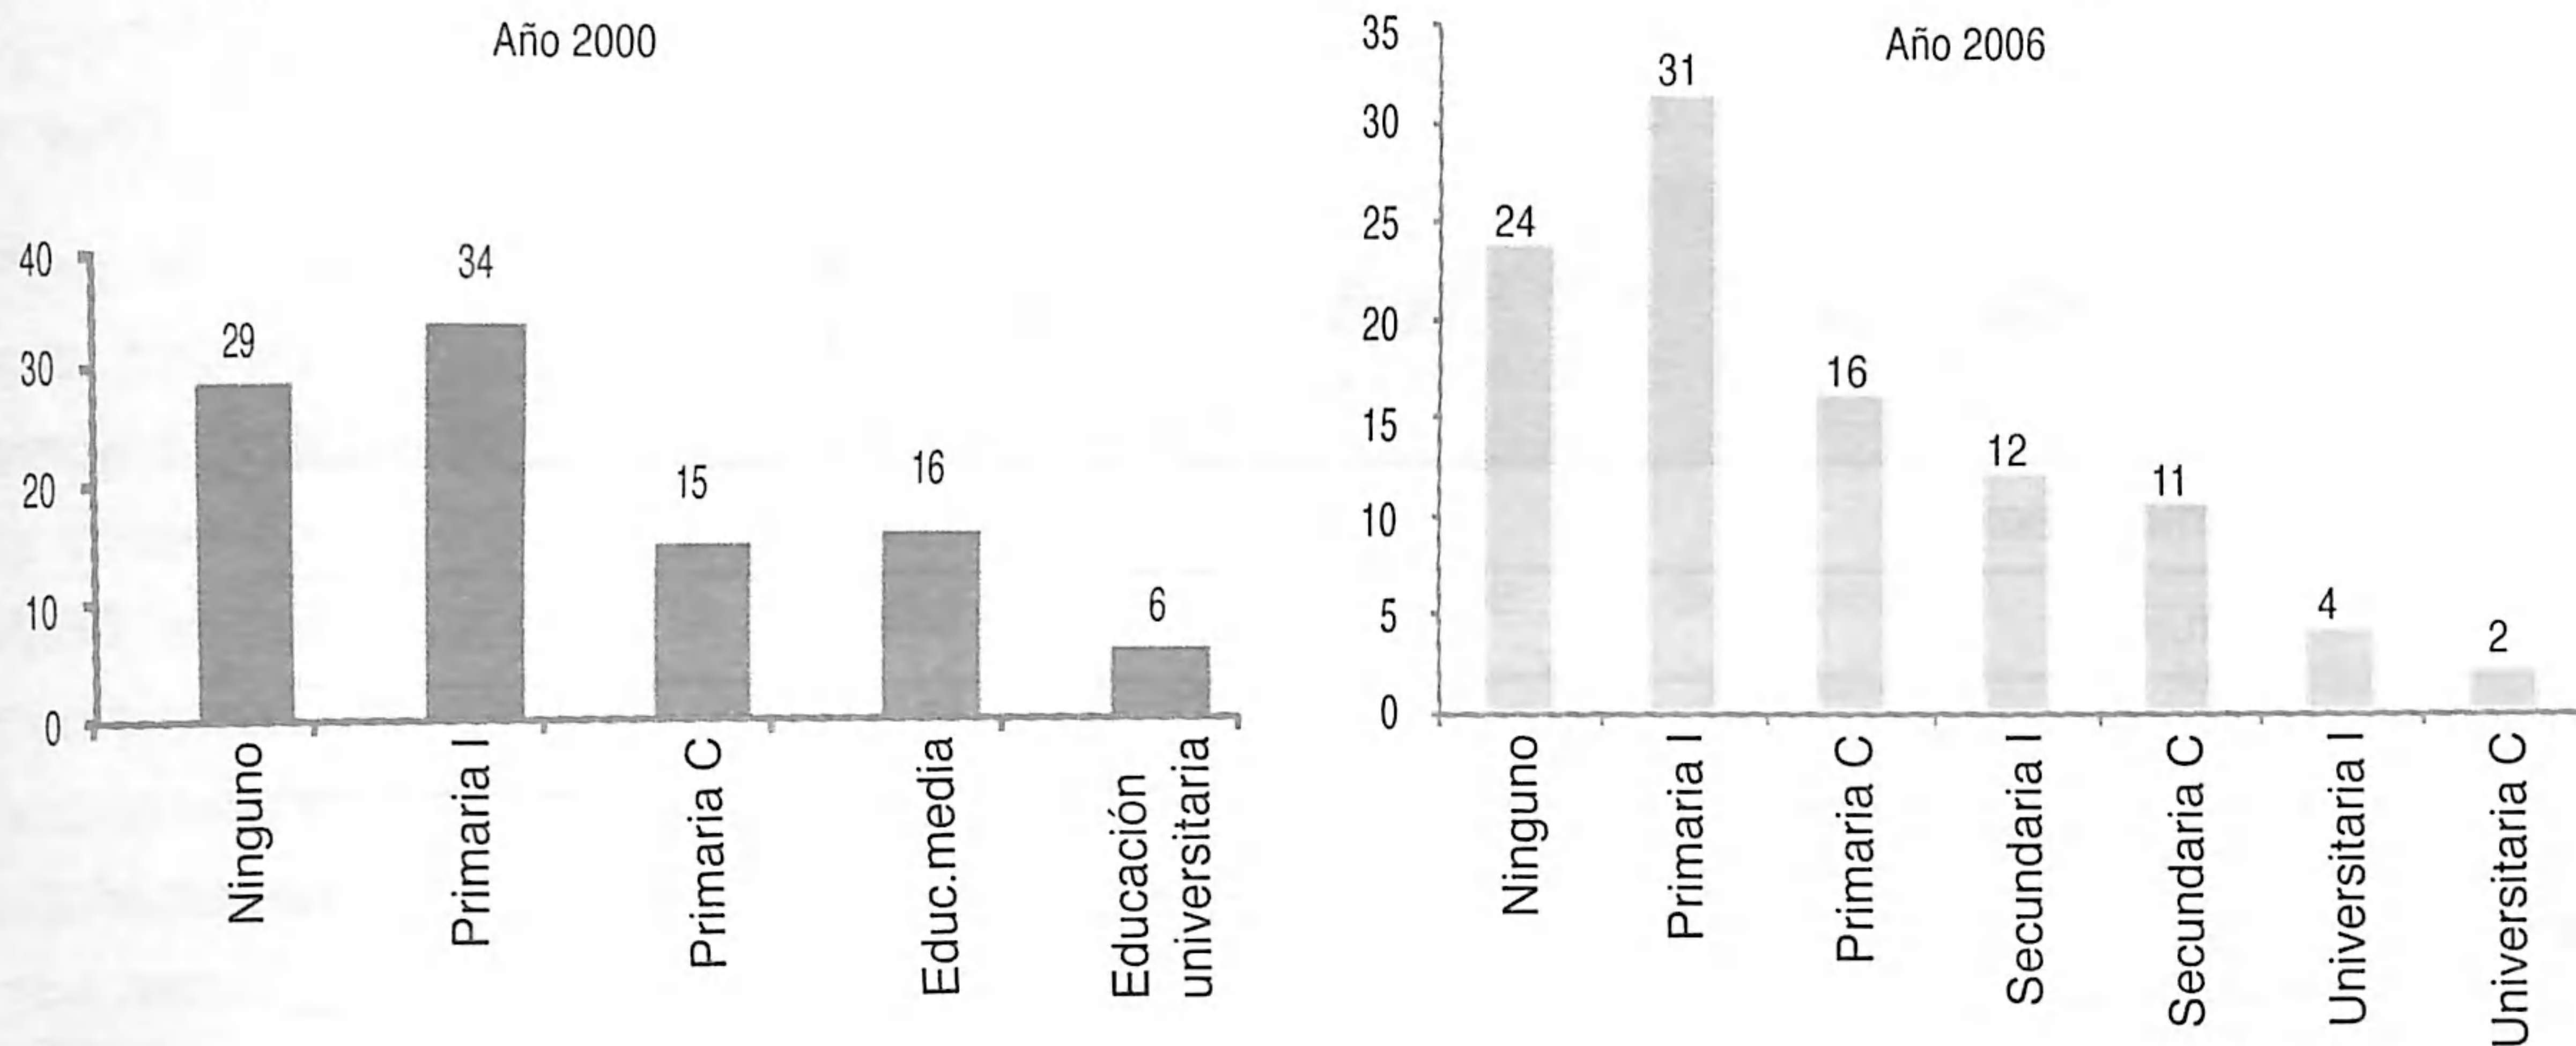 Año 2000
40
30
20
10
0
29
34
15
16
6
Ninguno
Primaria I
Primaria C
Educ.media
Educación
universitaria
Año 2006
35
30
25
20
15
10
5
0
24
31
16
12
11
4
2
Ninguno
Primaria I
Primaria C
Secundaria I
Secundaria C
Universitaria I
Universitaria C